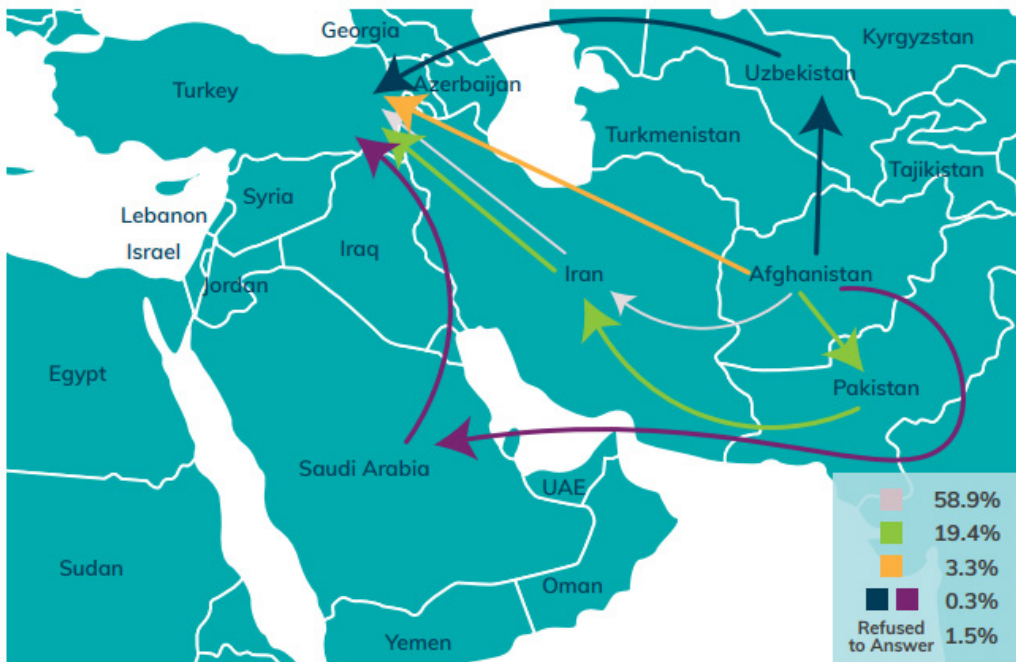 Georgia
Kyrgyzstan
Uzbekistan
Azerbaijan
Turkey
Turkmenistan
Tajikistan
Syria
Lebanon
Iraq
Israel
Iran
Afghanistan
Jordan
Egypt
Pakistan
Saudi Arabia
UAE
58.9%
19.4%
Sudan
3.3%
Oman
0.3%
Refused
to Answer
1.5%
Yemen